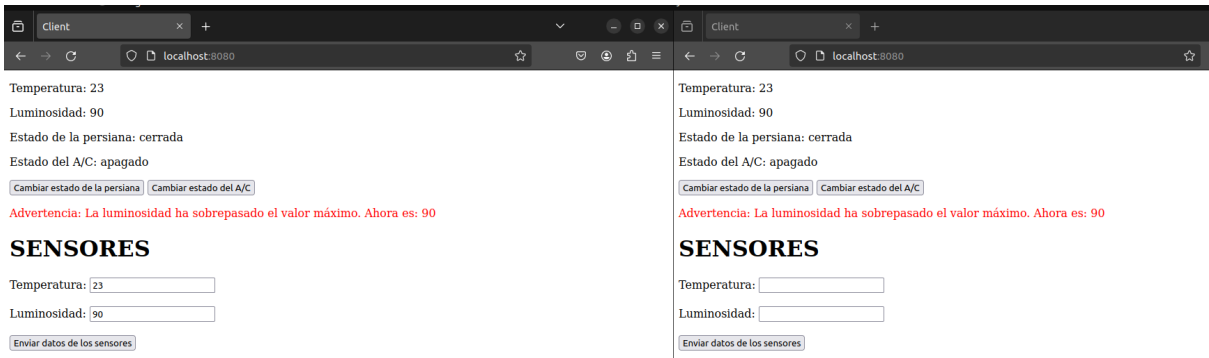 Client
localhost:8080
Temperatura: 23
Luminosidad: 90
Estado de la persiana: cerrada
Estado del A/C: apagado
Cambiar estado de la persiana Cambiar estado del A/C
Advertencia: La luminosidad ha sobrepasado el valor máximo. Ahora es: 90
SENSORES
Temperatura: 23
Luminosidad: 90
Enviar datos de los sensores
Client
localhost:8080
Temperatura: 23
Luminosidad: 90
Estado de la persiana: cerrada
Estado del A/C: apagado
Cambiar estado de la persiana Cambiar estado del A/C
Advertencia: La luminosidad ha sobrepasado el valor máximo. Ahora es: 90
SENSORES
Temperatura:
Luminosidad:
Enviar datos de los sensores